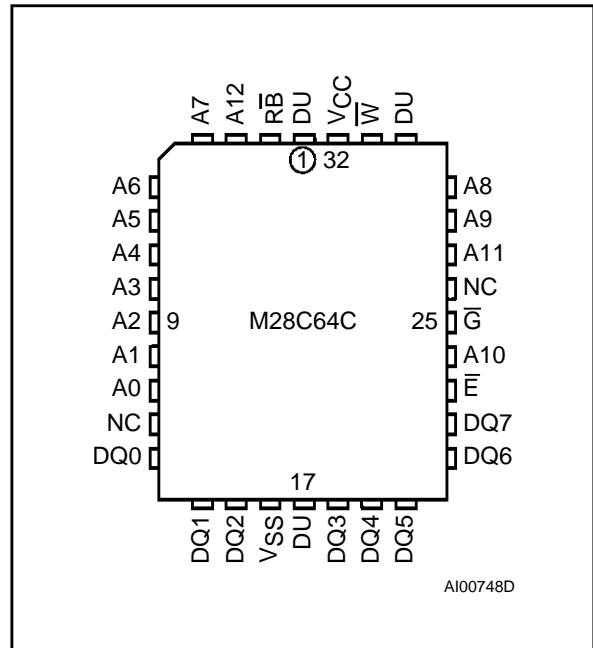 A7 A12 R̅B̅ DU VCC W̅ DU
1 32
A6 A8
A5 A9
A4 A11
A3 NC
A2 9 M28C64C 25 G̅
A1 A10
A0 E̅
NC DQ7
DQ0 DQ6
17
DQ1 DQ2 VSS DU DQ3 DQ4 DQ5
AI00748D